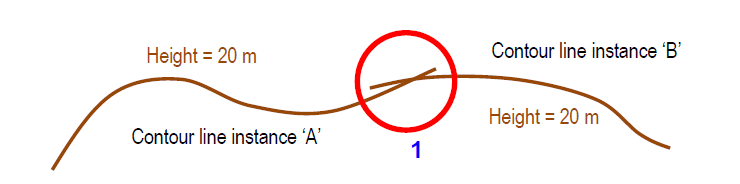 Height = 20 m
Contour line instance ‘B’
Contour line instance ‘A’
Height = 20 m
1